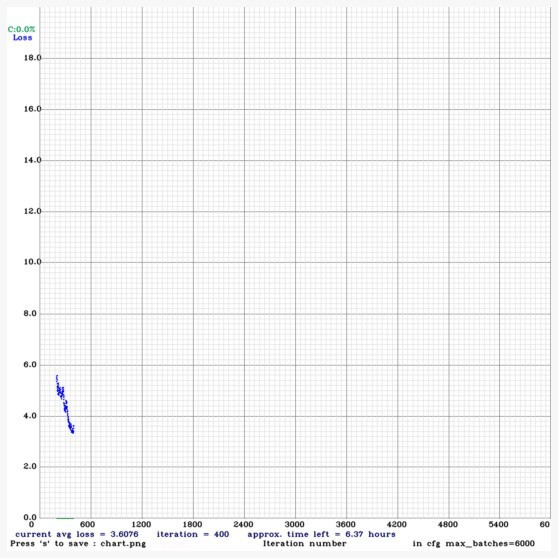 C:0.0%
Loss
18.0
16.0
14.0
12.0
10.0
8.0
6.0
4.0
2.0
0.0
0 600 1200 1800 2400 3000 3600 4200 4800 5400 60
current avg loss = 3.6076 iteration = 400 approx. time left = 6.37 hours
Press 's' to save : chart.png Iteration number in cfg max_batches=6000